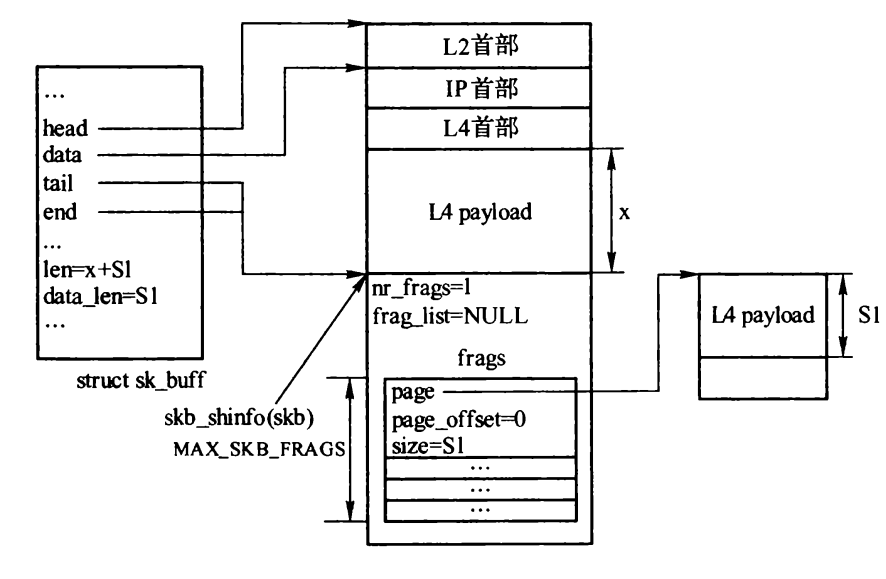 …
head
data
tail
end
…
len=x+S1
data_len=S1
…
struct sk_buff
L2首部
IP首部
L4首部
L4 payload
x
nr_frags=1
frag_list=NULL
frags
page
page_offset=0
size=S1
…
…
…
skb_shinfo(skb)
MAX_SKB_FRAGS
L4 payload
S1